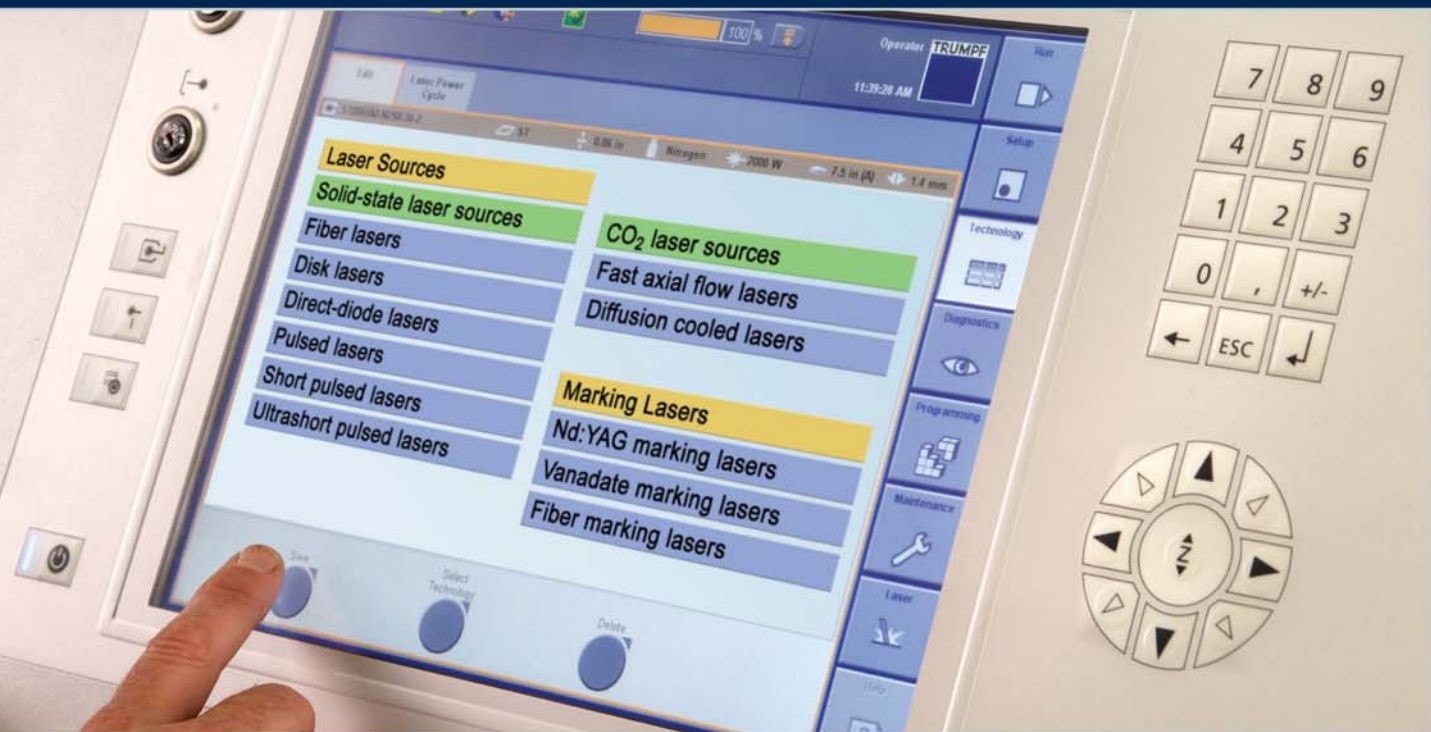 100 %
Operator
TRUMPF
11:39:28 AM
Run
Edit
Laser Power
Cycle
ST
0.06 in
Nitrogen
2000 W
7.5 in (A)
1.4 mm
Setup
Technology
Diagnostics
Programming
Maintenance
Laser
Help
Laser Sources
Solid-state laser sources
Fiber lasers
Disk lasers
Direct-diode lasers
Pulsed lasers
Short pulsed lasers
Ultrashort pulsed lasers
CO₂ laser sources
Fast axial flow lasers
Diffusion cooled lasers
Marking Lasers
Nd:YAG marking lasers
Vanadate marking lasers
Fiber marking lasers
Save
Select
Technology
Delete
7 8 9
4 5 6
1 2 3
0 , +/-
ESC
Z